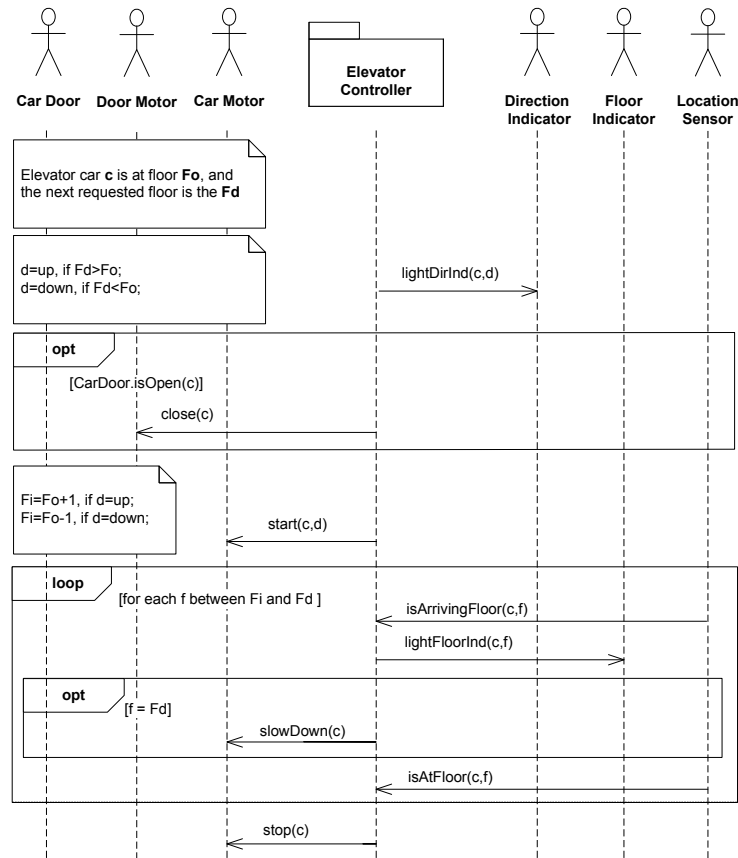 Car Door
Door Motor
Car Motor
Elevator
Controller
Direction
Indicator
Floor
Indicator
Location
Sensor
Elevator car c is at floor Fo, and
the next requested floor is the Fd
d=up, if Fd>Fo;
d=down, if Fd<Fo;
lightDirInd(c,d)
opt
[CarDoor.isOpen(c)]
close(c)
Fi=Fo+1, if d=up;
Fi=Fo-1, if d=down;
start(c,d)
loop
[for each f between Fi and Fd ]
isArrivingFloor(c,f)
lightFloorInd(c,f)
opt
[f = Fd]
slowDown(c)
isAtFloor(c,f)
stop(c)